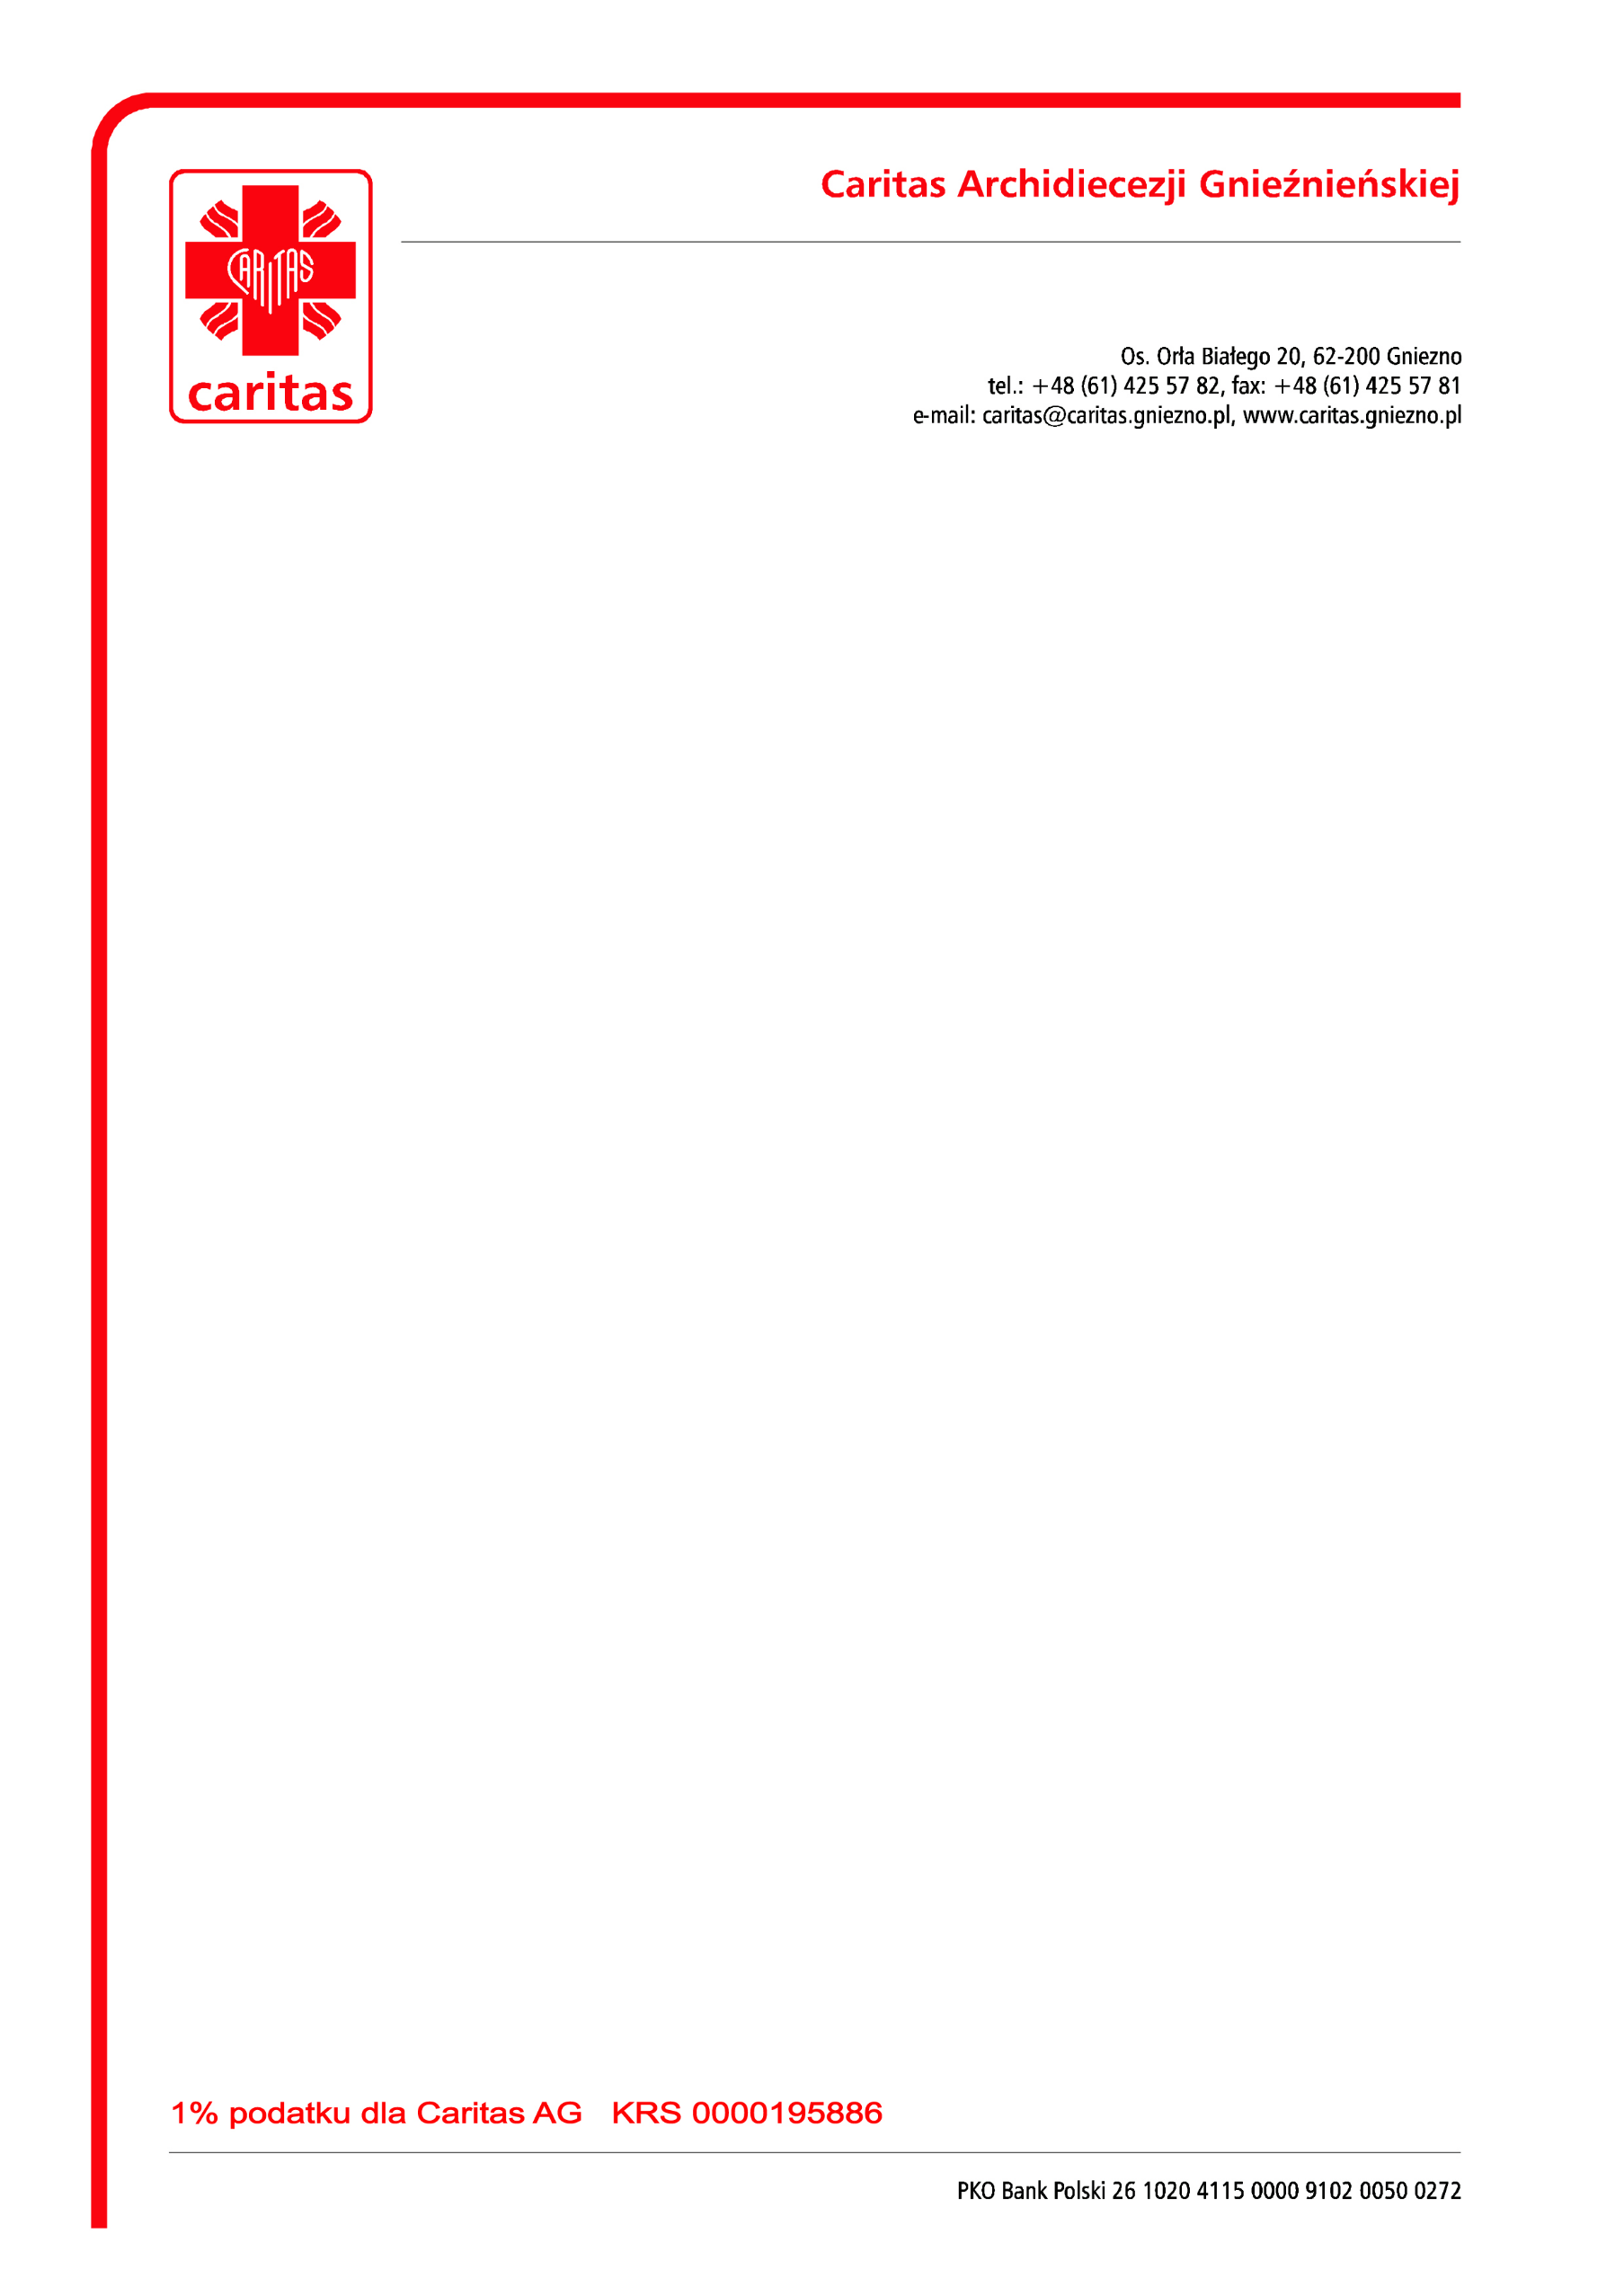 Caritas Archidiecezji Gnieźnieńskiej
CARITAS
caritas
Os. Orła Białego 20, 62-200 Gniezno
tel.: +48 (61) 425 57 82, fax: +48 (61) 425 57 81
e-mail: caritas@caritas.gniezno.pl, www.caritas.gniezno.pl
1% podatku dla Caritas AG KRS 0000195886
PKO Bank Polski 26 1020 4115 0000 9102 0050 0272